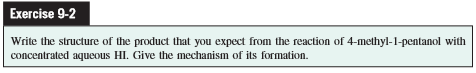 Exercise 9-2
Write the structure of the product that you expect from the reaction of 4-methyl-1-pentanol with
concentrated aqueous HI. Give the mechanism of its formation.